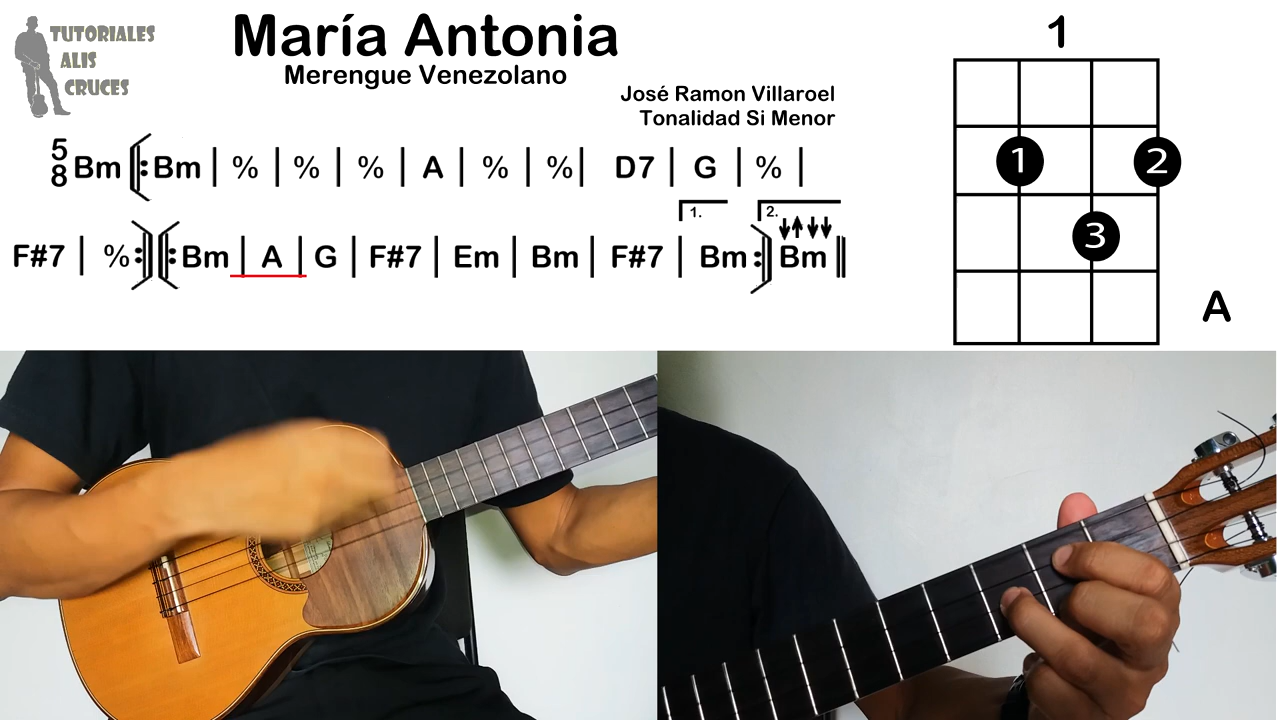 TUTORIALES
ALIS
CRUCES
María Antonia
Merengue Venezolano
José Ramon Villaroel
Tonalidad Si Menor
5
8
Bm 𝄆 Bm | % | % | % | A | % | % | D7 | G | % |
1. 2.
F#7 | % 𝄇 𝄆 Bm | A | G | F#7 | Em | Bm | F#7 | Bm 𝄇 Bm ||
1
1 2
3
A